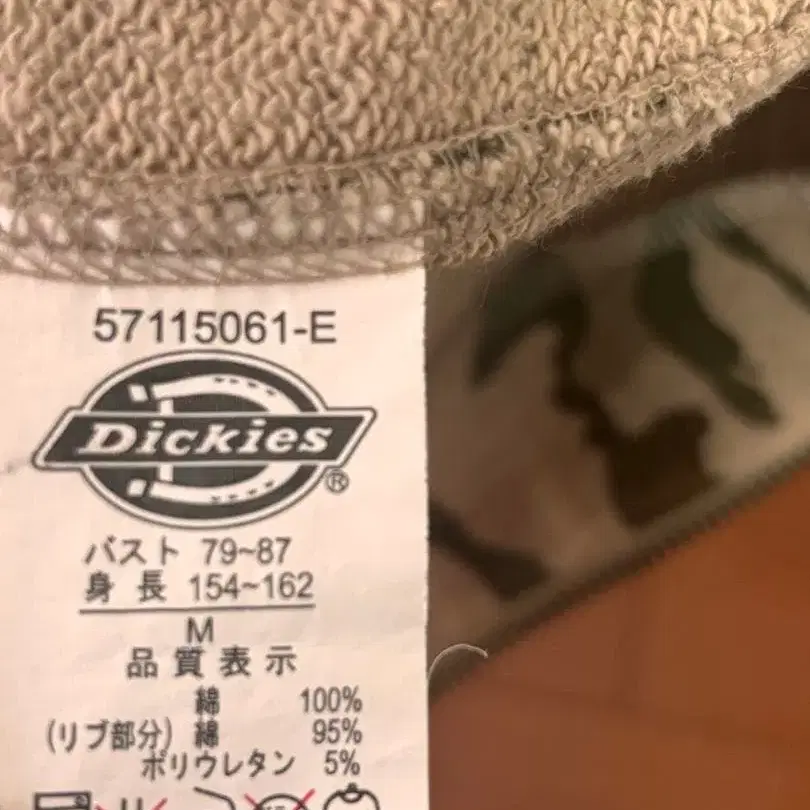 57115061-E
Dickies®
バスト 79~87
身長 154~162
M
品質表示
綿 100%
(リブ部分) 綿 95%
ポリウレタン 5%